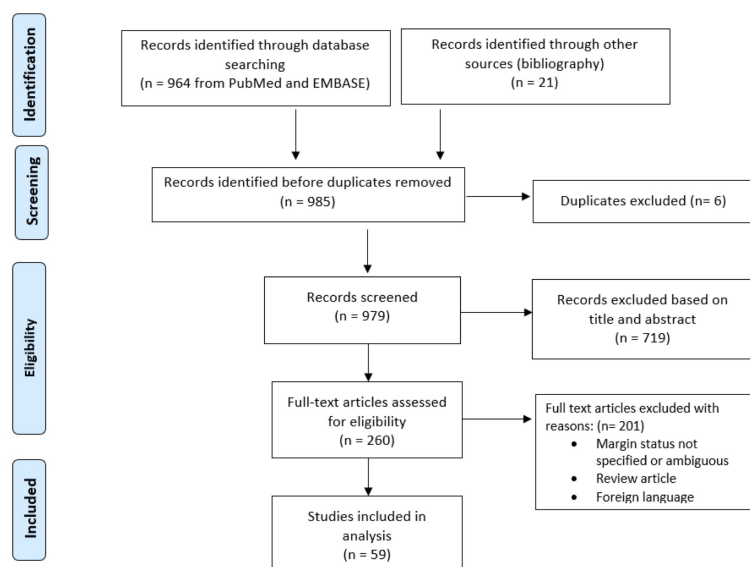 Identification
Records identified through database
searching
(n = 964 from PubMed and EMBASE)
Records identified through other
sources (bibliography)
(n = 21
Screening
Records identified before duplicates removed
(n = 985)
Duplicates excluded (n= 6)
Eligibility
Records screened
(n = 979)
Records excluded based on
title and abstract
(n = 719)
Full-text articles assessed
for eligibility
(n = 260)
Full text articles excluded with
reasons: (n= 201)
• Margin status not
specified or ambiguous
• Review article
• Foreign language
Included
Studies included in
analysis
(n = 59)